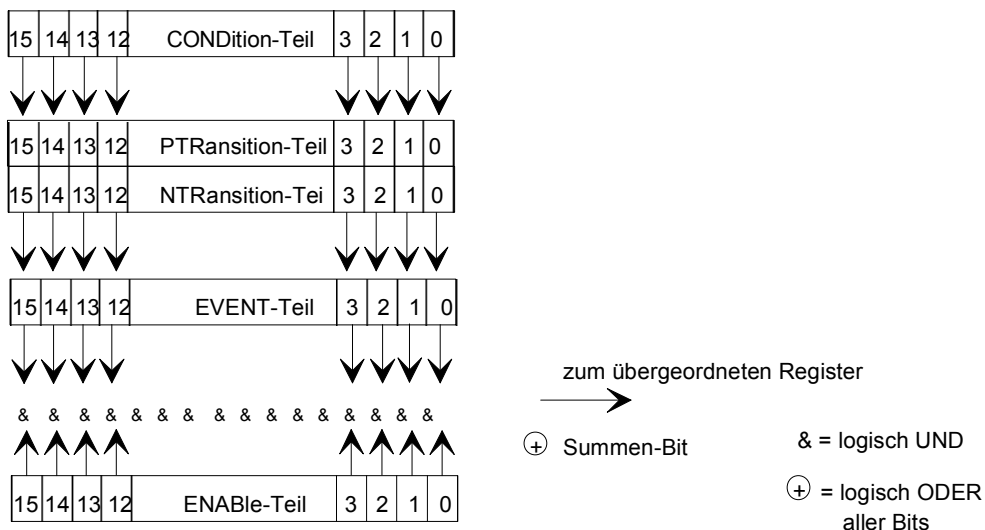 15 14 13 12 CONDition-Teil 3 2 1 0
15 14 13 12 PTRansition-Teil 3 2 1 0
15 14 13 12 NTRansition-Tei 3 2 1 0
15 14 13 12 EVENT-Teil 3 2 1 0
zum übergeordneten Register
& & & & & & & & & & & & & & & &
+ Summen-Bit
& = logisch UND
15 14 13 12 ENABle-Teil 3 2 1 0
+ = logisch ODER
aller Bits